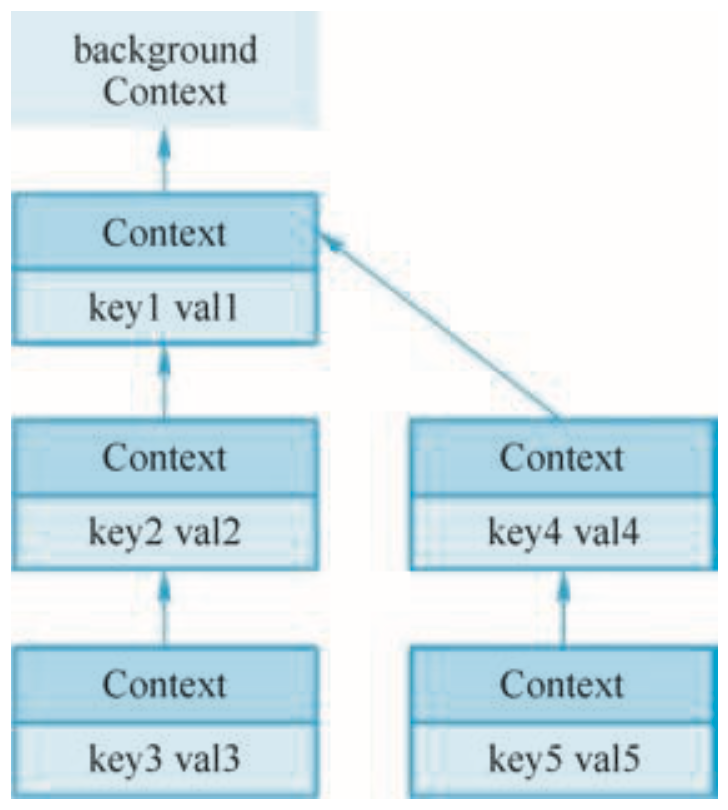 background
Context
Context
key1 val1
Context
key2 val2
Context
key4 val4
Context
key3 val3
Context
key5 val5